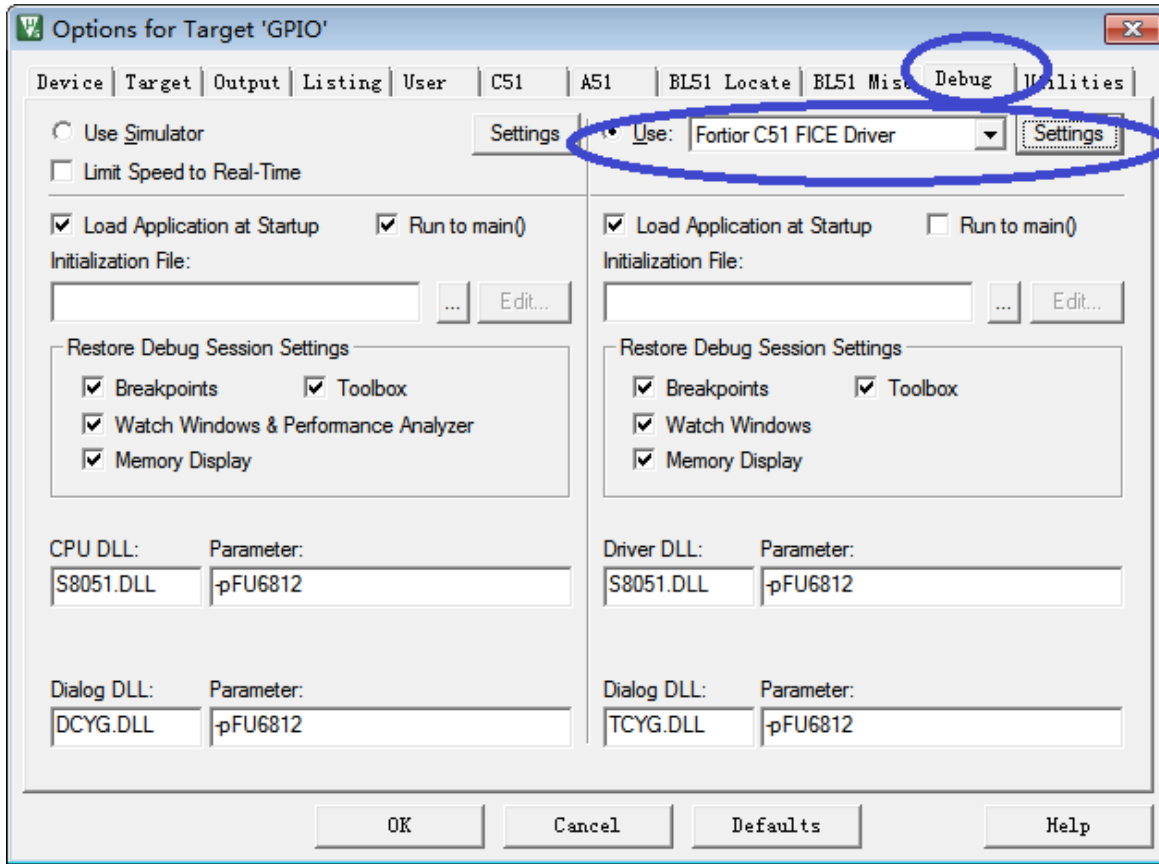 Options for Target 'GPIO'
Device Target Output Listing User C51 A51 BL51 Locate BL51 Misc Debug Utilities
Use Simulator Settings Use: Fortior C51 FICE Driver Settings
Limit Speed to Real-Time
Load Application at Startup Run to main() Load Application at Startup Run to main()
Initialization File: Initialization File:
... Edit... ... Edit...
Restore Debug Session Settings Restore Debug Session Settings
Breakpoints Toolbox Breakpoints Toolbox
Watch Windows & Performance Analyzer Watch Windows
Memory Display Memory Display
CPU DLL: Parameter: Driver DLL: Parameter:
S8051.DLL -pFU6812 S8051.DLL -pFU6812
Dialog DLL: Parameter: Dialog DLL: Parameter:
DCYG.DLL -pFU6812 TCYG.DLL -pFU6812
OK Cancel Defaults Help